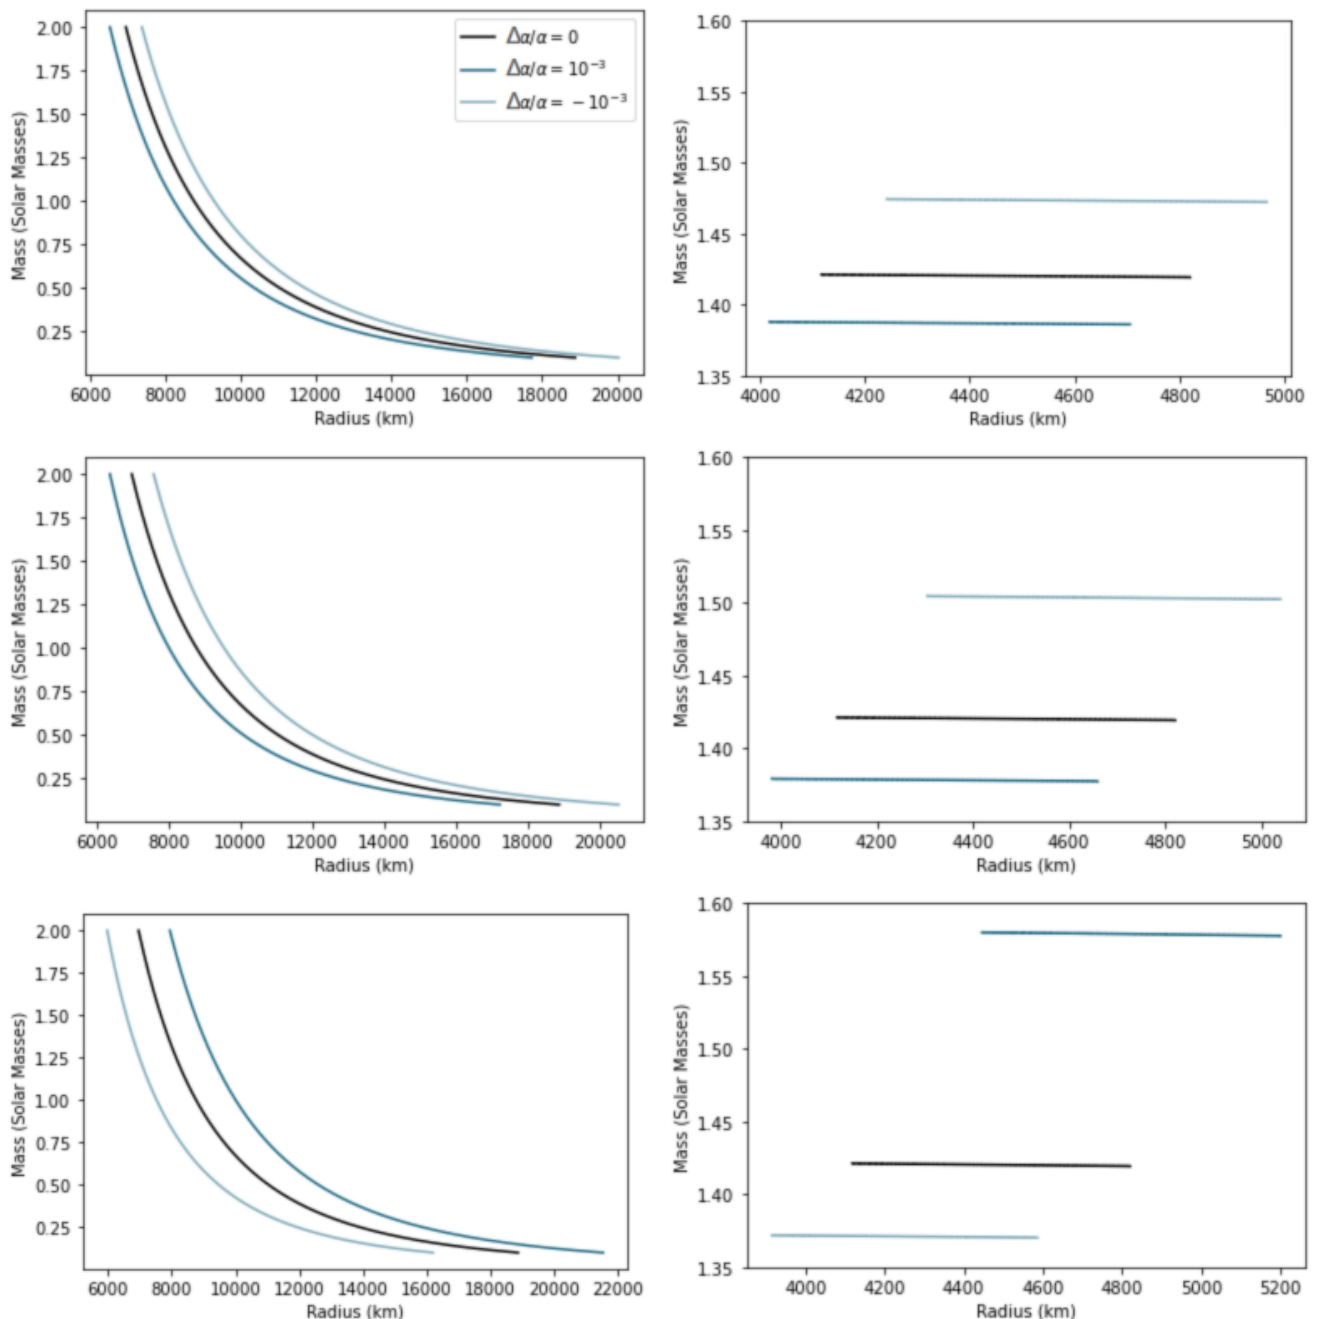 2.00
1.75
1.50
1.25
1.00
0.75
0.50
0.25
Mass (Solar Masses)
6000 8000 10000 12000 14000 16000 18000 20000
Radius (km)
Δα/α = 0
Δα/α = 10⁻³
Δα/α = − 10⁻³
1.60
1.55
1.50
1.45
1.40
1.35
Mass (Solar Masses)
4000 4200 4400 4600 4800 5000
Radius (km)
2.00
1.75
1.50
1.25
1.00
0.75
0.50
0.25
Mass (Solar Masses)
6000 8000 10000 12000 14000 16000 18000 20000
Radius (km)
1.60
1.55
1.50
1.45
1.40
1.35
Mass (Solar Masses)
4000 4200 4400 4600 4800 5000
Radius (km)
2.00
1.75
1.50
1.25
1.00
0.75
0.50
0.25
Mass (Solar Masses)
6000 8000 10000 12000 14000 16000 18000 20000 22000
Radius (km)
1.60
1.55
1.50
1.45
1.40
1.35
Mass (Solar Masses)
4000 4200 4400 4600 4800 5000 5200
Radius (km)